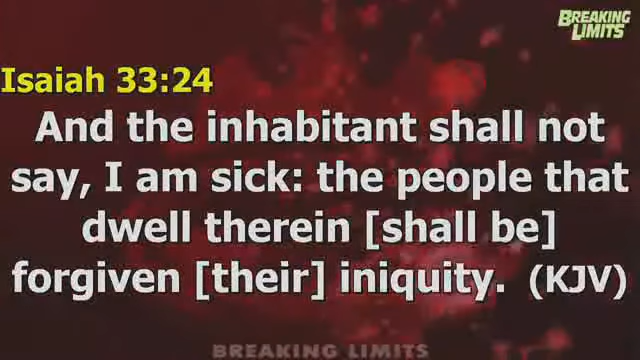 BREAKING
LIMITS
Isaiah 33:24
And the inhabitant shall not
say, I am sick: the people that
dwell therein [shall be]
forgiven [their] iniquity. (KJV)
BREAKING LIMITS